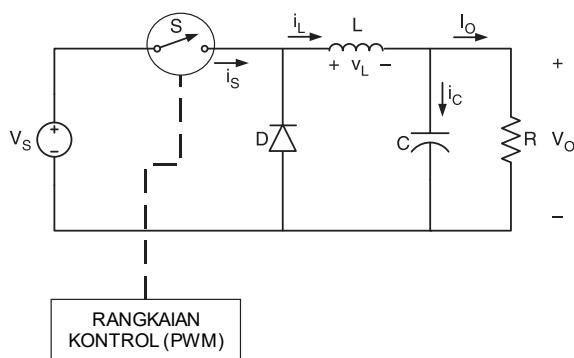 S
i_L
L
I_O
+ v_L −
+
i_S
i_C
V_S
+
−
D
C
R
V_O
−
RANGKAIAN
KONTROL (PWM)